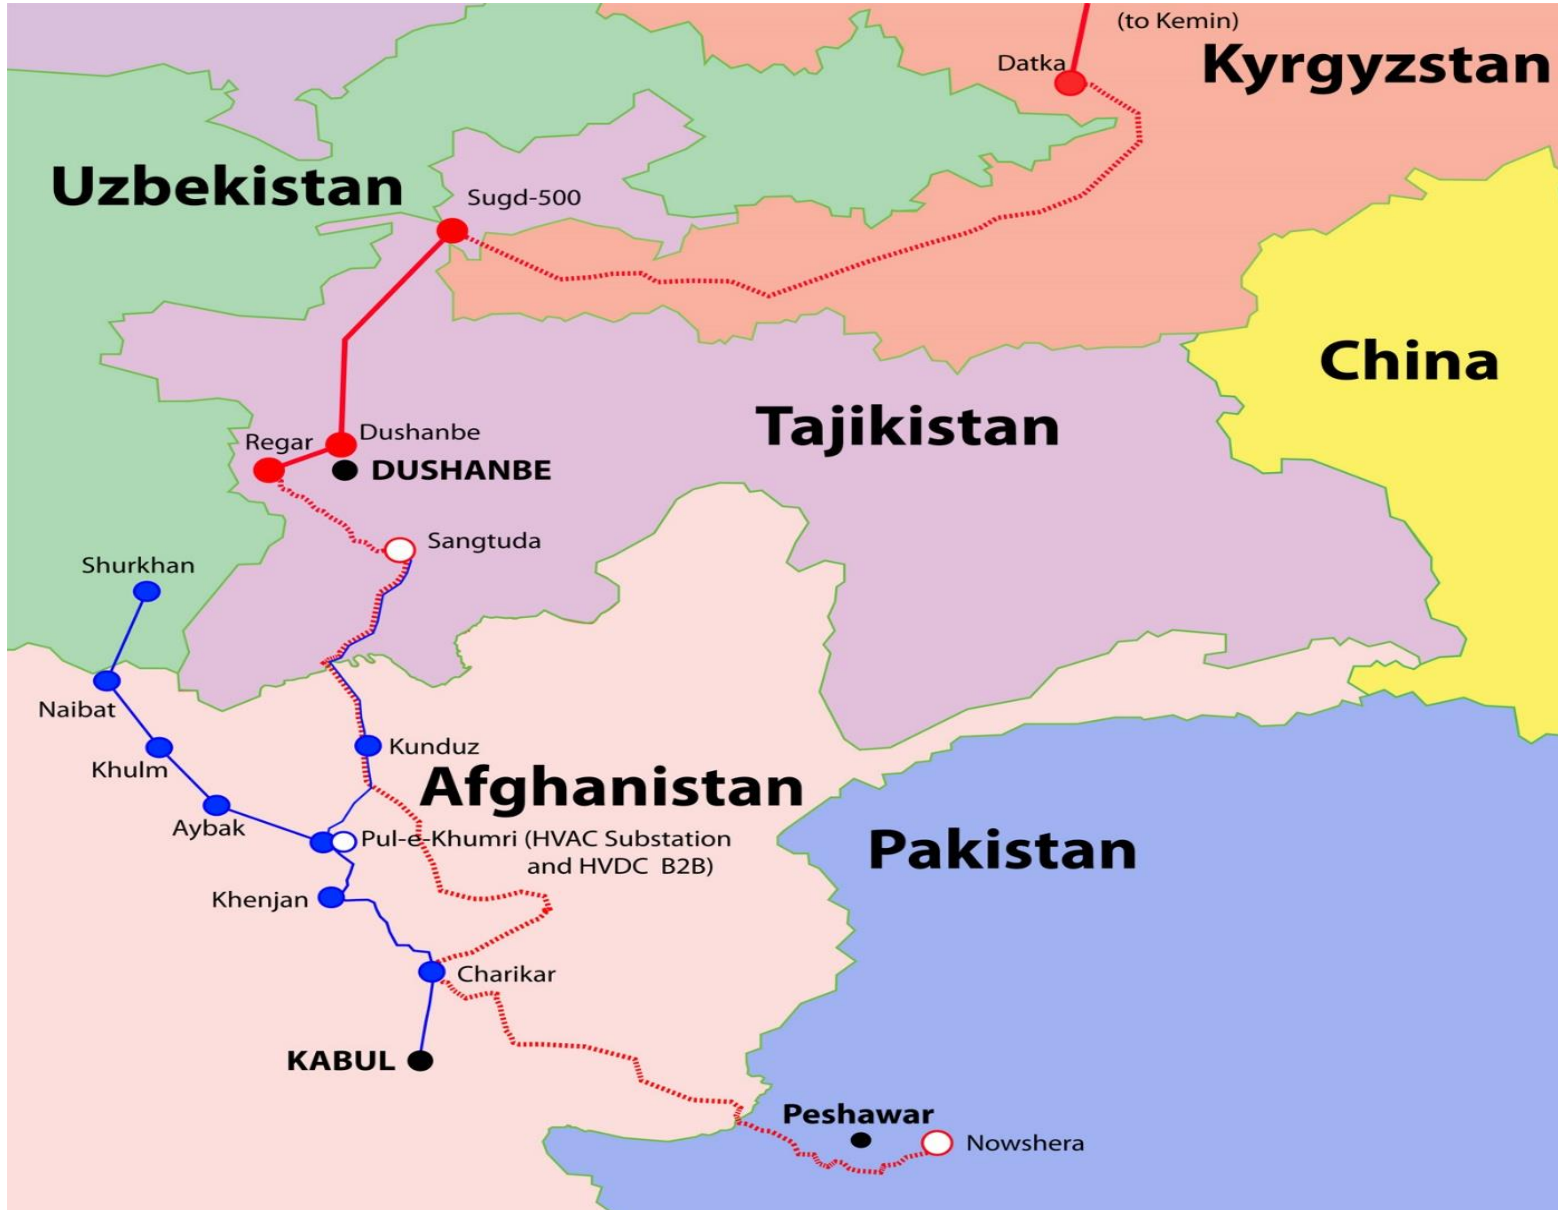 (to Kemin)
Kyrgyzstan
Datka
Uzbekistan
Sugd-500
China
Tajikistan
Regar
Dushanbe
DUSHANBE
Sangtuda
Shurkhan
Naibat
Kunduz
Khulm
Afghanistan
Aybak
Pul-e-Khumri (HVAC Substation
and HVDC B2B)
Pakistan
Khenjan
Charikar
KABUL
Peshawar
Nowshera